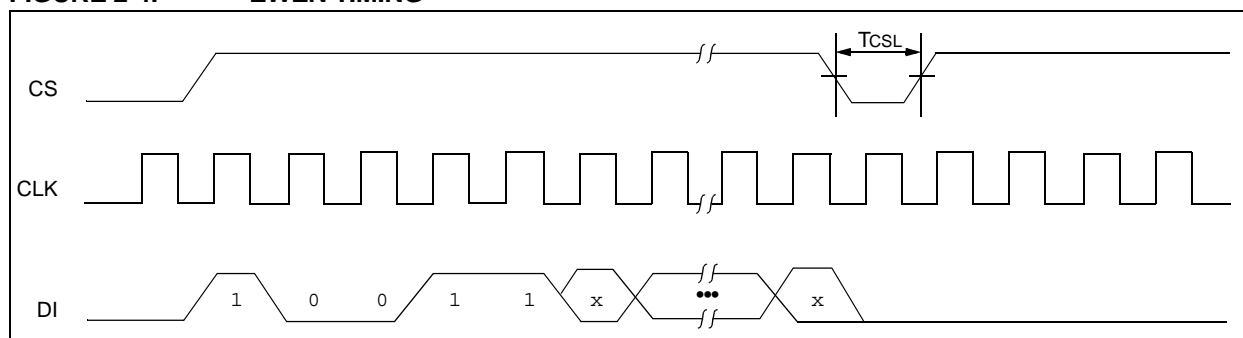 FIGURE 2-4: EWEN TIMING
TCSL
CS
CLK
1 0 0 1 1 x ••• x
DI